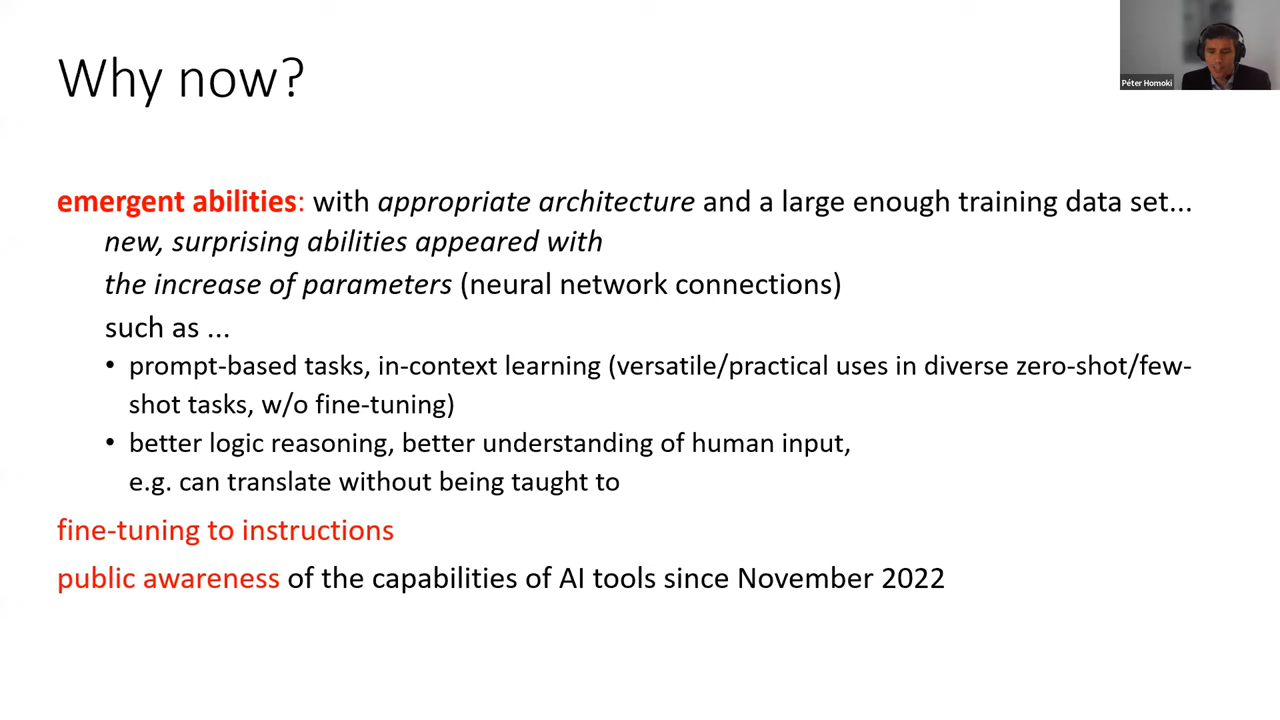 Why now?
Péter Homoki
emergent abilities: with appropriate architecture and a large enough training data set...
new, surprising abilities appeared with
the increase of parameters (neural network connections)
such as ...
• prompt-based tasks, in-context learning (versatile/practical uses in diverse zero-shot/few-
shot tasks, w/o fine-tuning)
• better logic reasoning, better understanding of human input,
e.g. can translate without being taught to
fine-tuning to instructions
public awareness of the capabilities of AI tools since November 2022